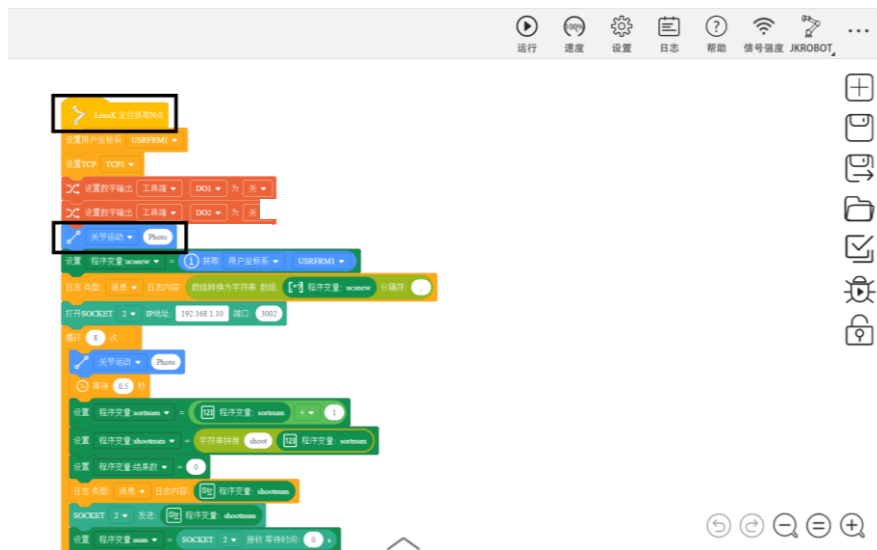 100%
运行 速度 设置 日志 帮助 信号强度 JKROBOT
LensX 定位抓取N次
设置用户坐标系 USRFRM1
设置TCP TCP1
设置数字输出 工具端 DO1 为 关
设置数字输出 工具端 DO2 为 关
关节运动 Photo
设置 程序变量:ucsnew = 获取 用户坐标系 USRFRM1
日志 类型: 消息 日志内容: 数组转换为字符串 数组: 程序变量: ucsnew 分隔符: ,
打开SOCKET 2 IP地址: 192.168.1.10 端口: 3002
循环 8 次
关节运动 Photo
等待 0.5 秒
设置 程序变量:sortnum = 123 程序变量: sortnum + 1
设置 程序变量:shootnum = 字符串拼接 shoot 123 程序变量: sortnum
设置 程序变量:结果数 = 0
日志 类型: 消息 日志内容: Str 程序变量: shootnum
SOCKET 2 发送: Str 程序变量: shootnum
设置 程序变量:num = SOCKET 2 接收 等待时间: 0 s